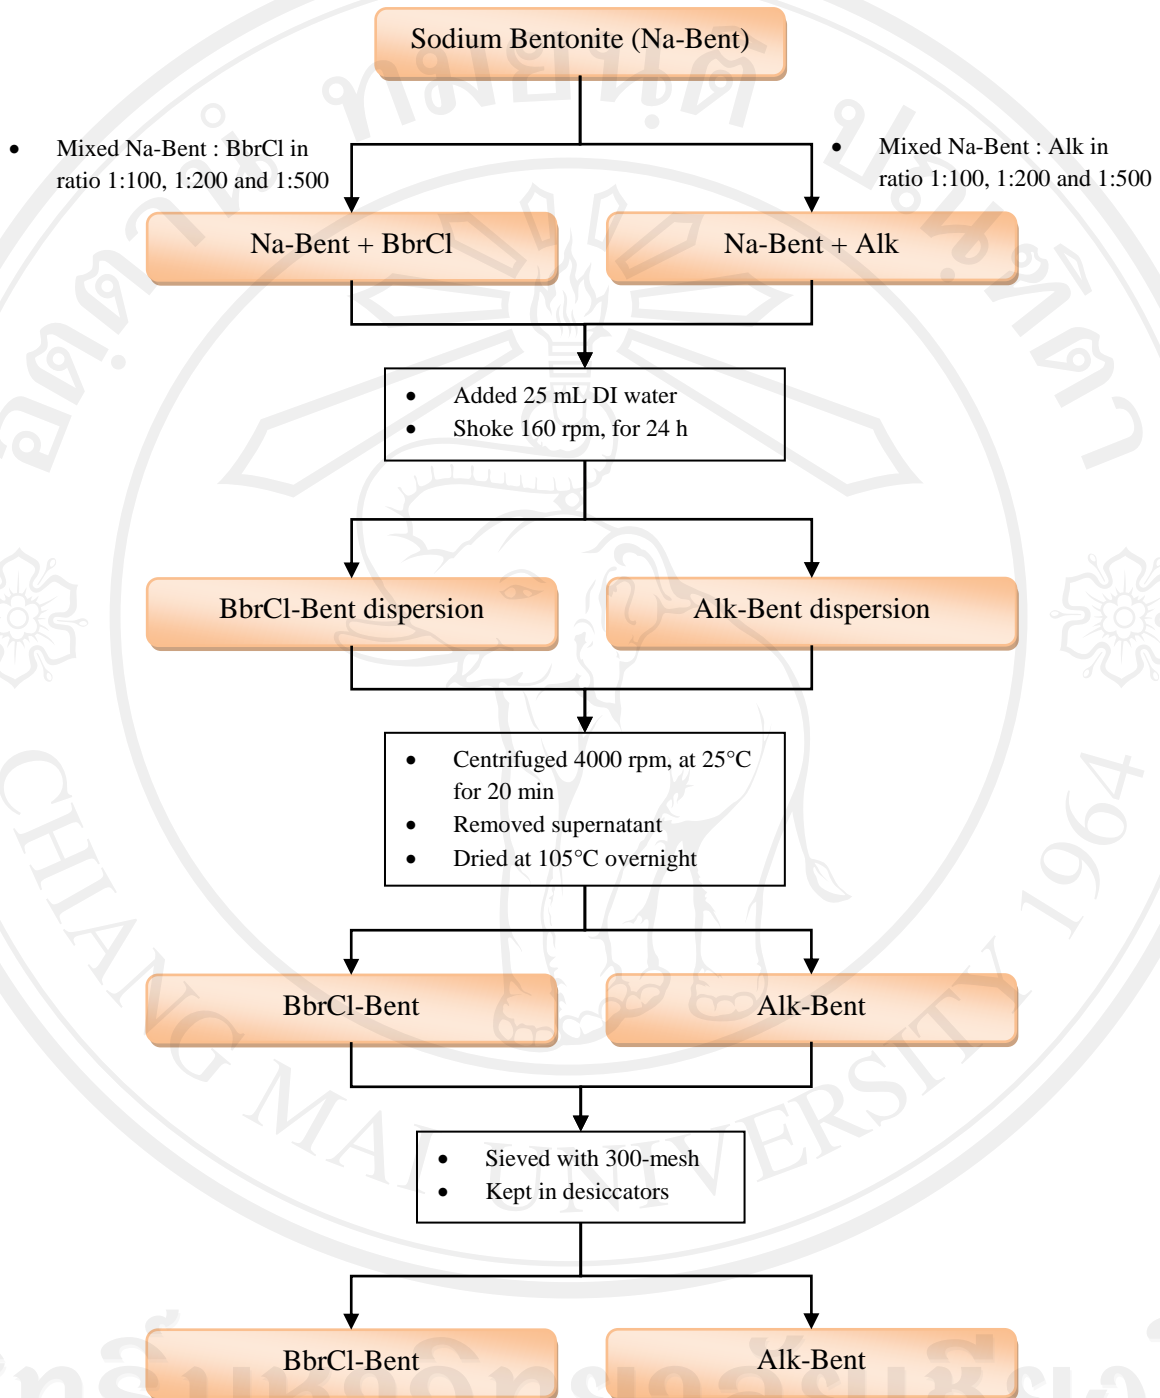 Sodium Bentonite (Na-Bent)
• Mixed Na-Bent : BbrCl in
ratio 1:100, 1:200 and 1:500
• Mixed Na-Bent : Alk in
ratio 1:100, 1:200 and 1:500
Na-Bent + BbrCl
Na-Bent + Alk
• Added 25 mL DI water
• Shoke 160 rpm, for 24 h
BbrCl-Bent dispersion
Alk-Bent dispersion
• Centrifuged 4000 rpm, at 25°C
for 20 min
• Removed supernatant
• Dried at 105°C overnight
BbrCl-Bent
Alk-Bent
• Sieved with 300-mesh
• Kept in desiccators
BbrCl-Bent
Alk-Bent
CHIANG MAI UNIVERSITY 1964